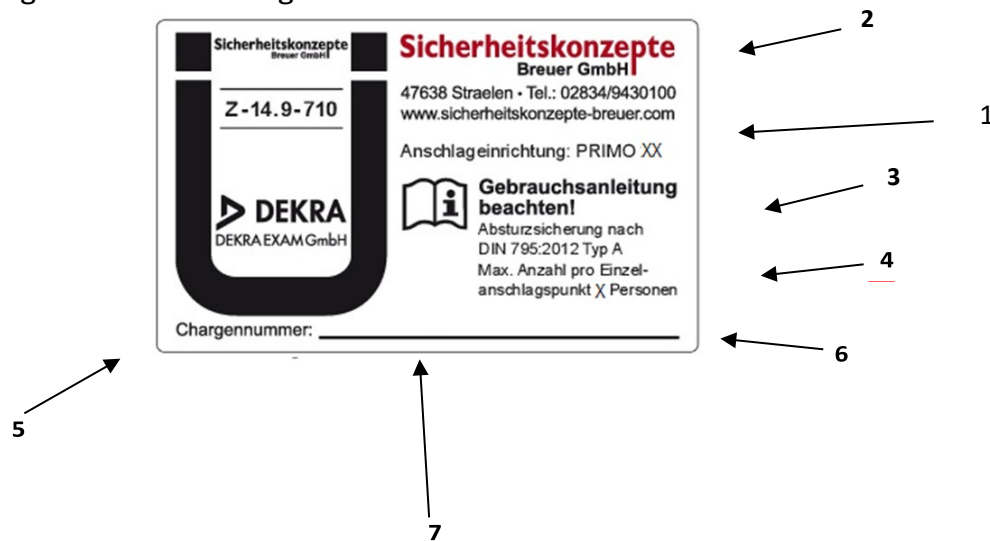 Sicherheitskonzepte
Breuer GmbH
Z-14.9-710
DEKRA
DEKRA EXAM GmbH
Sicherheitskonzepte
Breuer GmbH
47638 Straelen · Tel.: 02834/9430100
www.sicherheitskonzepte-breuer.com
Anschlageinrichtung: PRIMO XX
Gebrauchsanleitung
beachten!
Absturzsicherung nach
DIN 795:2012 Typ A
Max. Anzahl pro Einzel-
anschlagspunkt X Personen
Chargennummer:
2
1
3
4
6
5
7